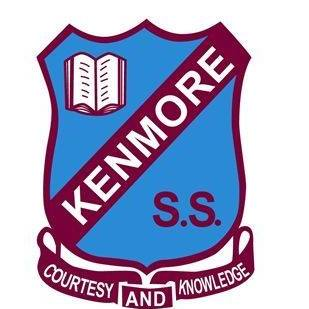 KENMORE
S.S.
COURTESY AND KNOWLEDGE